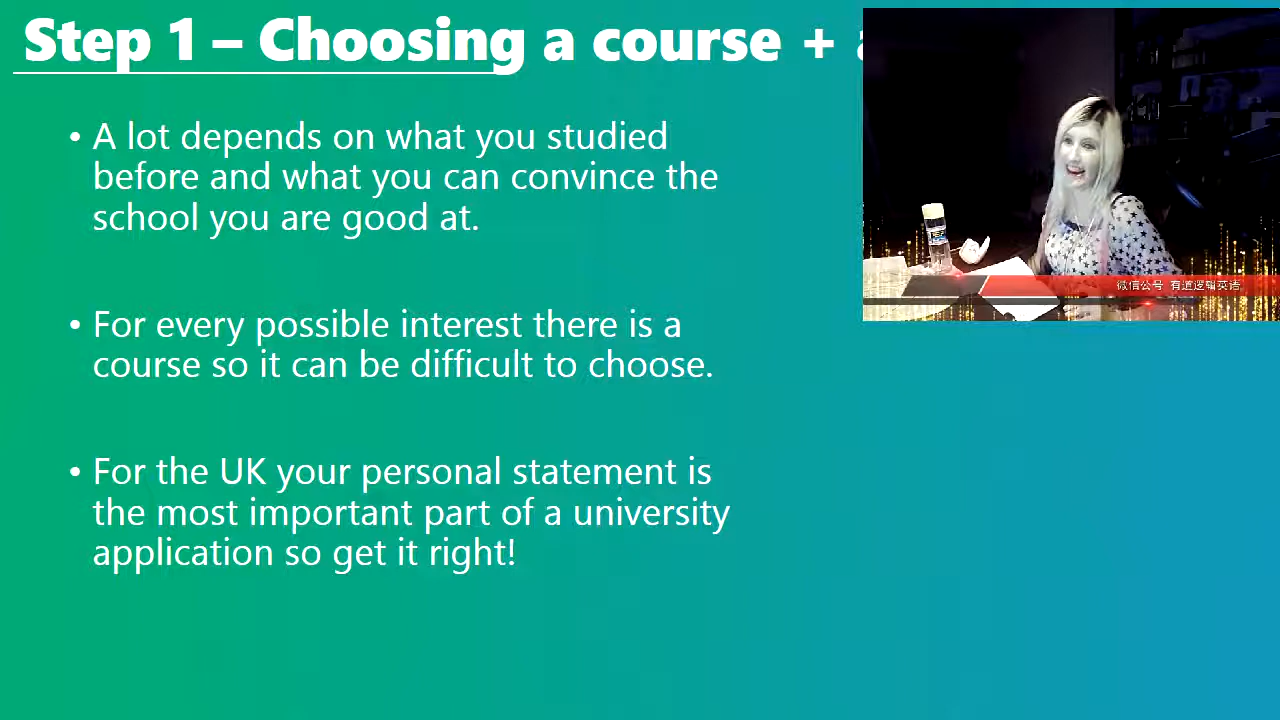 Step 1 – Choosing a course +
• A lot depends on what you studied
before and what you can convince the
school you are good at.
• For every possible interest there is a
course so it can be difficult to choose.
• For the UK your personal statement is
the most important part of a university
application so get it right!
微信公号 有道逻辑英语